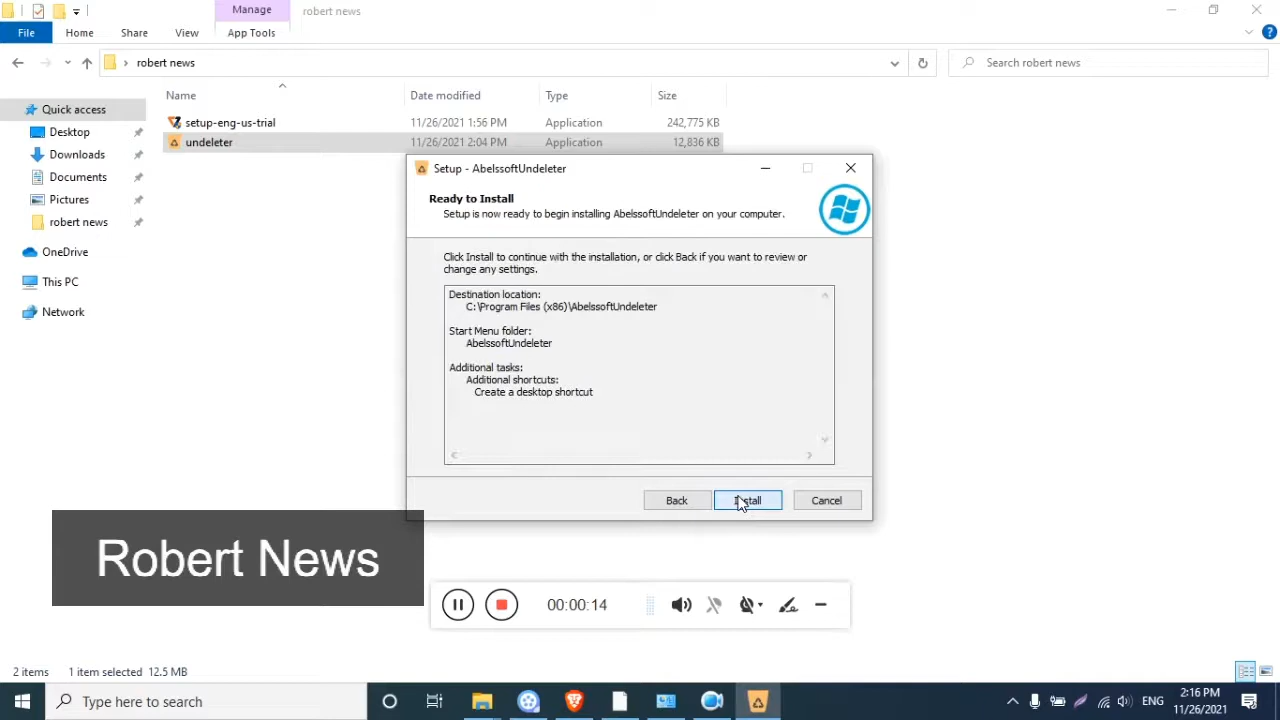 Manage
robert news
File
Home
Share
View
App Tools
robert news
Search robert news
Name
Date modified
Type
Size
Quick access
Desktop
Downloads
Documents
Pictures
robert news
OneDrive
This PC
Network
setup-eng-us-trial
11/26/2021 1:56 PM
Application
242,775 KB
undeleter
11/26/2021 2:04 PM
Application
12,836 KB
Setup - AbelssoftUndeleter
Ready to Install
Setup is now ready to begin installing AbelssoftUndeleter on your computer.
Click Install to continue with the installation, or click Back if you want to review or
change any settings.
Destination location:
C:\Program Files (x86)\AbelssoftUndeleter
Start Menu folder:
AbelssoftUndeleter
Additional tasks:
Additional shortcuts:
Create a desktop shortcut
Back
Install
Cancel
Robert News
00:00:14
2 items
1 item selected 12.5 MB
Type here to search
ENG
2:16 PM
11/26/2021